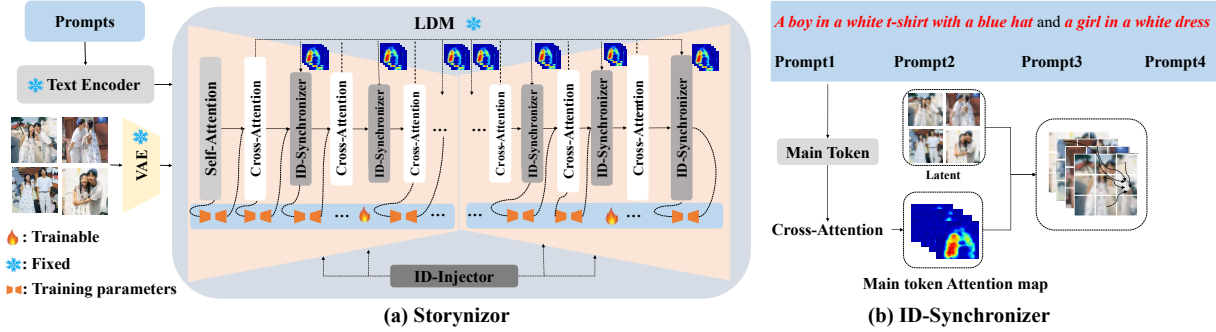 Prompts
Text Encoder
VAE
: Trainable
: Fixed
: Training parameters
LDM
Self-Attention
Cross-Attention
ID-Synchronizer
Cross-Attention
ID-Synchronizer
Cross-Attention
...
...
Cross-Attention
ID-Synchronizer
Cross-Attention
ID-Synchronizer
Cross-Attention
ID-Synchronizer
...
...
...
...
ID-Injector
(a) Storynizor
A boy in a white t-shirt with a blue hat and a girl in a white dress
Prompt1 Prompt2 Prompt3 Prompt4
Main Token
Latent
Cross-Attention
Main token Attention map
(b) ID-Synchronizer